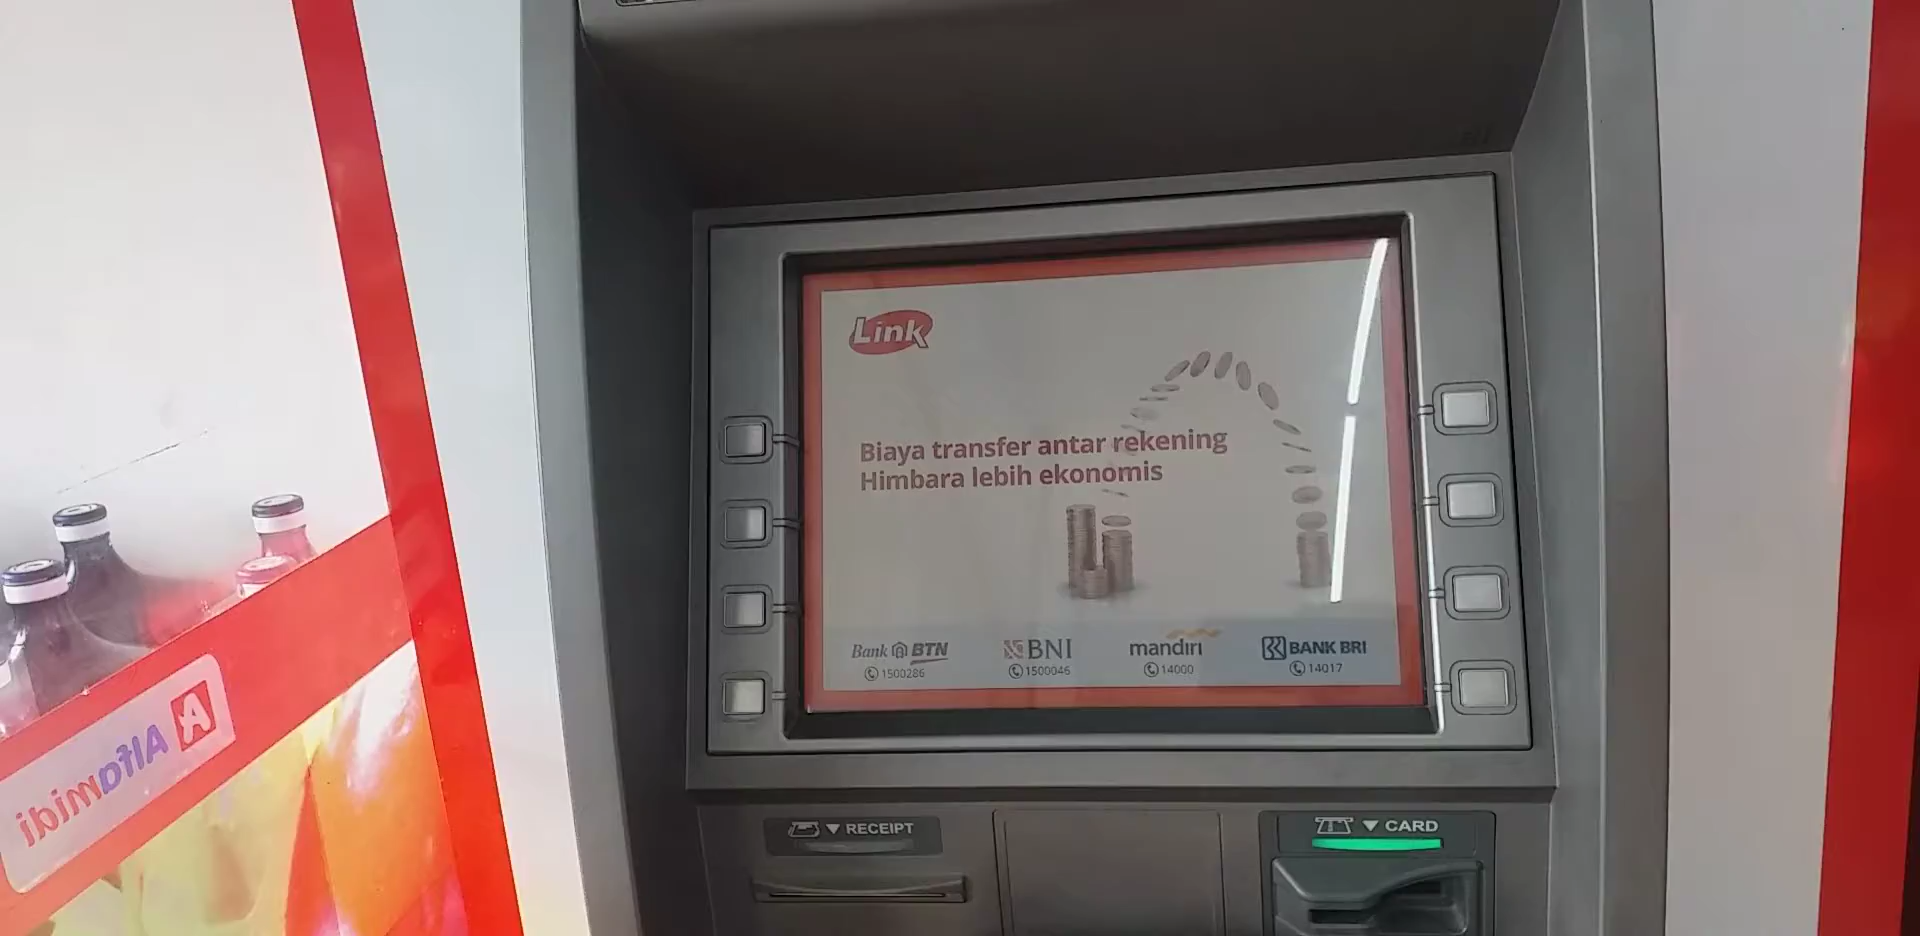 Link
Biaya transfer antar rekening
Himbara lebih ekonomis
Bank BTN
1500286
BNI
1500046
mandiri
14000
BANK BRI
14017
Alfamidi
RECEIPT
CARD